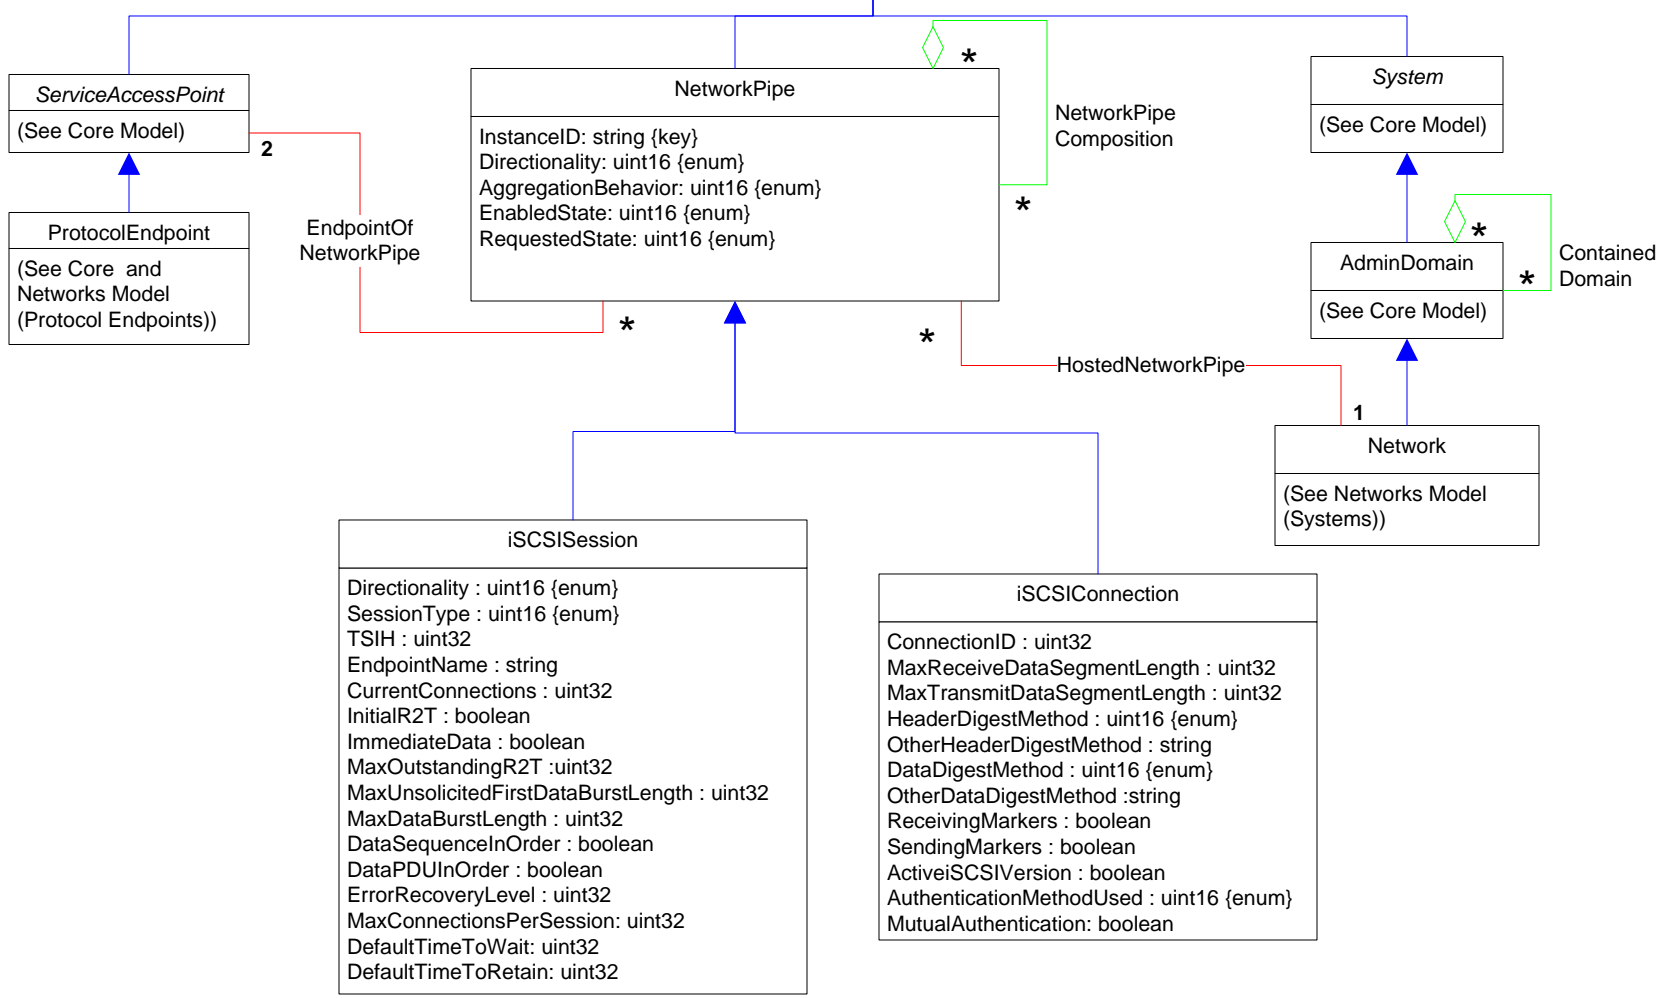 ServiceAccessPoint
(See Core Model)
2
ProtocolEndpoint
(See Core and
Networks Model
(Protocol Endpoints))
EndpointOf
NetworkPipe
*
NetworkPipe
InstanceID: string {key}
Directionality: uint16 {enum}
AggregationBehavior: uint16 {enum}
EnabledState: uint16 {enum}
RequestedState: uint16 {enum}
*
NetworkPipe
Composition
*
System
(See Core Model)
AdminDomain
(See Core Model)
*
*
Contained
Domain
*
HostedNetworkPipe
1
Network
(See Networks Model
(Systems))
iSCSISession
Directionality : uint16 {enum}
SessionType : uint16 {enum}
TSIH : uint32
EndpointName : string
CurrentConnections : uint32
InitialR2T : boolean
ImmediateData : boolean
MaxOutstandingR2T :uint32
MaxUnsolicitedFirstDataBurstLength : uint32
MaxDataBurstLength : uint32
DataSequenceInOrder : boolean
DataPDUInOrder : boolean
ErrorRecoveryLevel : uint32
MaxConnectionsPerSession: uint32
DefaultTimeToWait: uint32
DefaultTimeToRetain: uint32
iSCSIConnection
ConnectionID : uint32
MaxReceiveDataSegmentLength : uint32
MaxTransmitDataSegmentLength : uint32
HeaderDigestMethod : uint16 {enum}
OtherHeaderDigestMethod : string
DataDigestMethod : uint16 {enum}
OtherDataDigestMethod :string
ReceivingMarkers : boolean
SendingMarkers : boolean
ActiveiSCSIVersion : boolean
AuthenticationMethodUsed : uint16 {enum}
MutualAuthentication: boolean